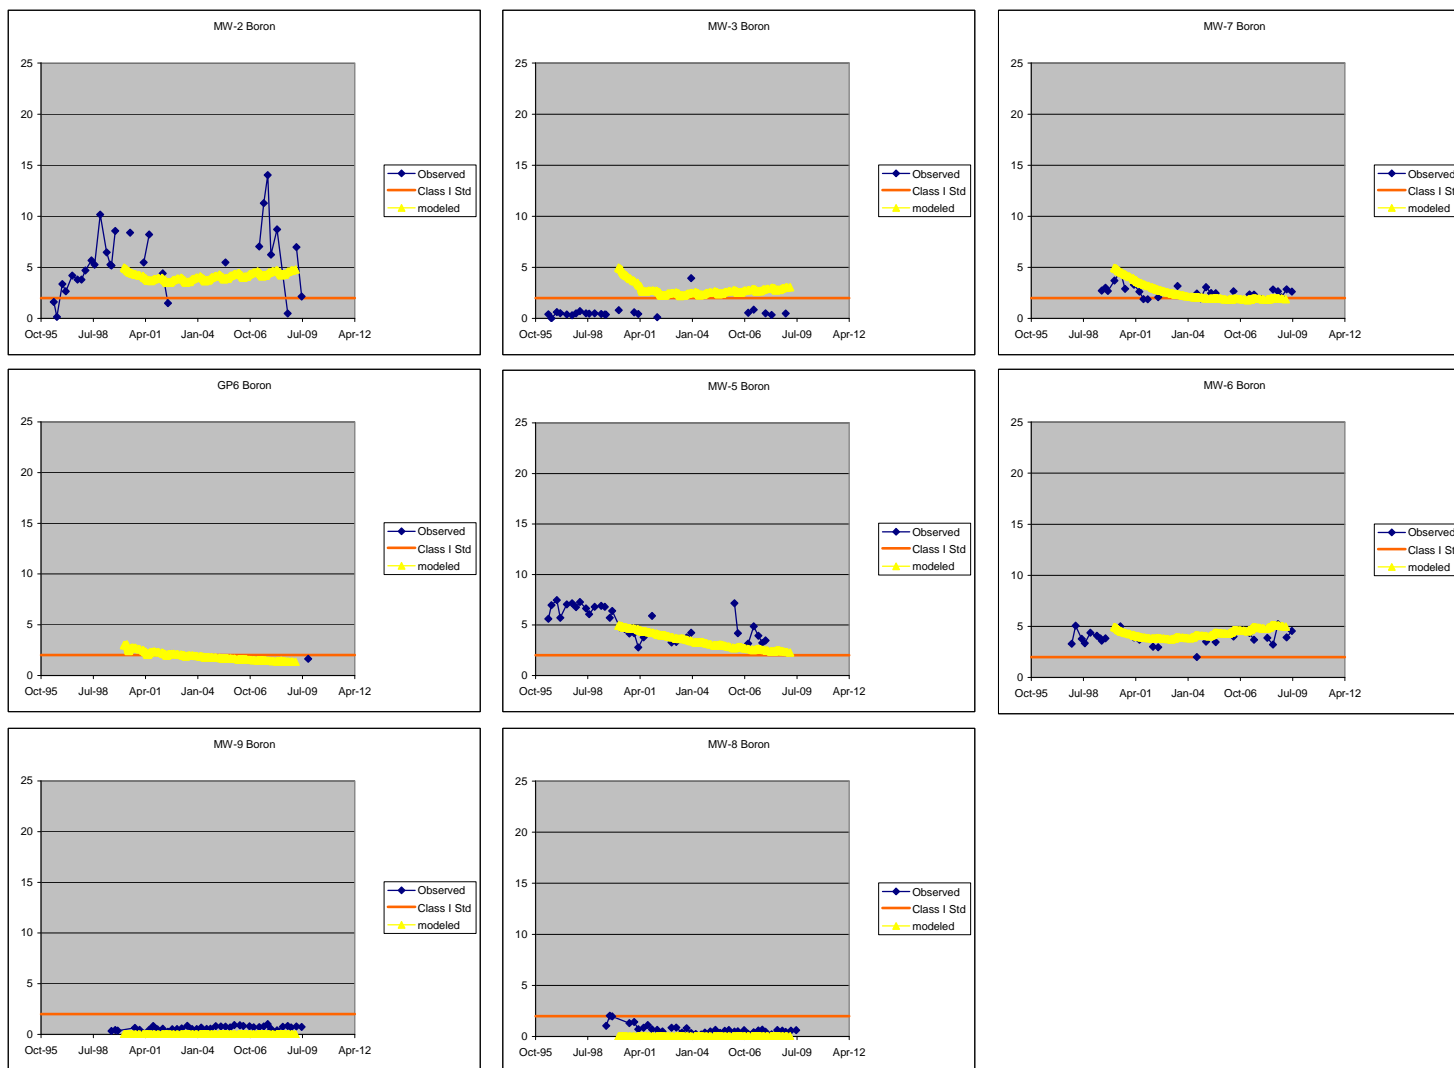 MW-2 Boron
25
20
15
10
5
0
Oct-95 Jul-98 Apr-01 Jan-04 Oct-06 Jul-09 Apr-12
Observed
Class I Std
modeled
MW-3 Boron
25
20
15
10
5
0
Oct-95 Jul-98 Apr-01 Jan-04 Oct-06 Jul-09 Apr-12
Observed
Class I Std
modeled
MW-7 Boron
25
20
15
10
5
0
Oct-95 Jul-98 Apr-01 Jan-04 Oct-06 Jul-09 Apr-12
Observed
Class I Std
modeled
GP6 Boron
25
20
15
10
5
0
Oct-95 Jul-98 Apr-01 Jan-04 Oct-06 Jul-09 Apr-12
Observed
Class I Std
modeled
MW-5 Boron
25
20
15
10
5
0
Oct-95 Jul-98 Apr-01 Jan-04 Oct-06 Jul-09 Apr-12
Observed
Class I Std
modeled
MW-6 Boron
25
20
15
10
5
0
Oct-95 Jul-98 Apr-01 Jan-04 Oct-06 Jul-09 Apr-12
Observed
Class I Std
modeled
MW-9 Boron
25
20
15
10
5
0
Oct-95 Jul-98 Apr-01 Jan-04 Oct-06 Jul-09 Apr-12
Observed
Class I Std
modeled
MW-8 Boron
25
20
15
10
5
0
Oct-95 Jul-98 Apr-01 Jan-04 Oct-06 Jul-09 Apr-12
Observed
Class I Std
modeled